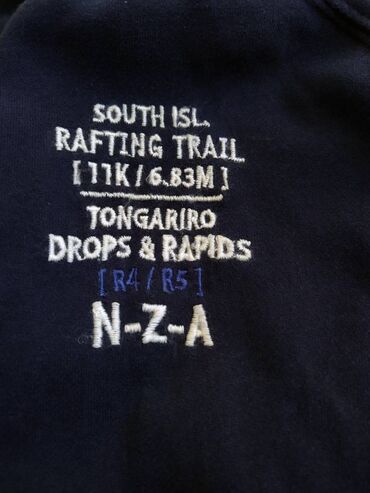 SOUTH ISL.
RAFTING TRAIL
[ 11K / 6.83M ]
TONGARIRO
DROPS & RAPIDS
[ R4 / R5 ]
N-Z-A